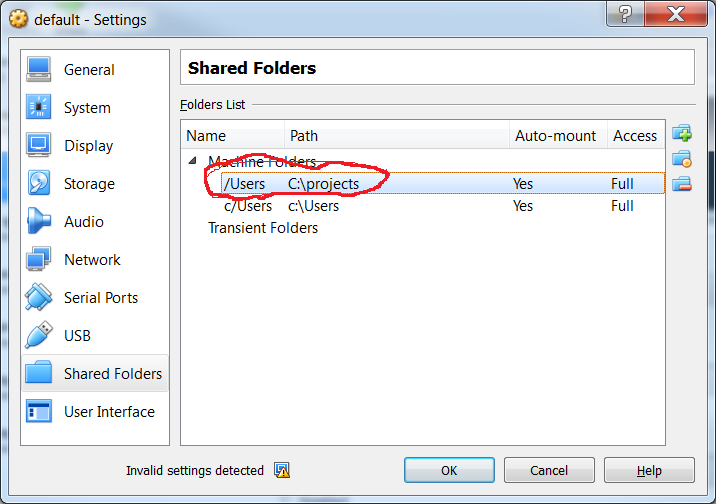 default - Settings
?
General
System
Display
Storage
Audio
Network
Serial Ports
USB
Shared Folders
User Interface
Shared Folders
Folders List
Name Path Auto-mount Access
Machine Folders
/Users C:\projects Yes Full
c/Users c:\Users Yes Full
Transient Folders
Invalid settings detected
OK Cancel Help